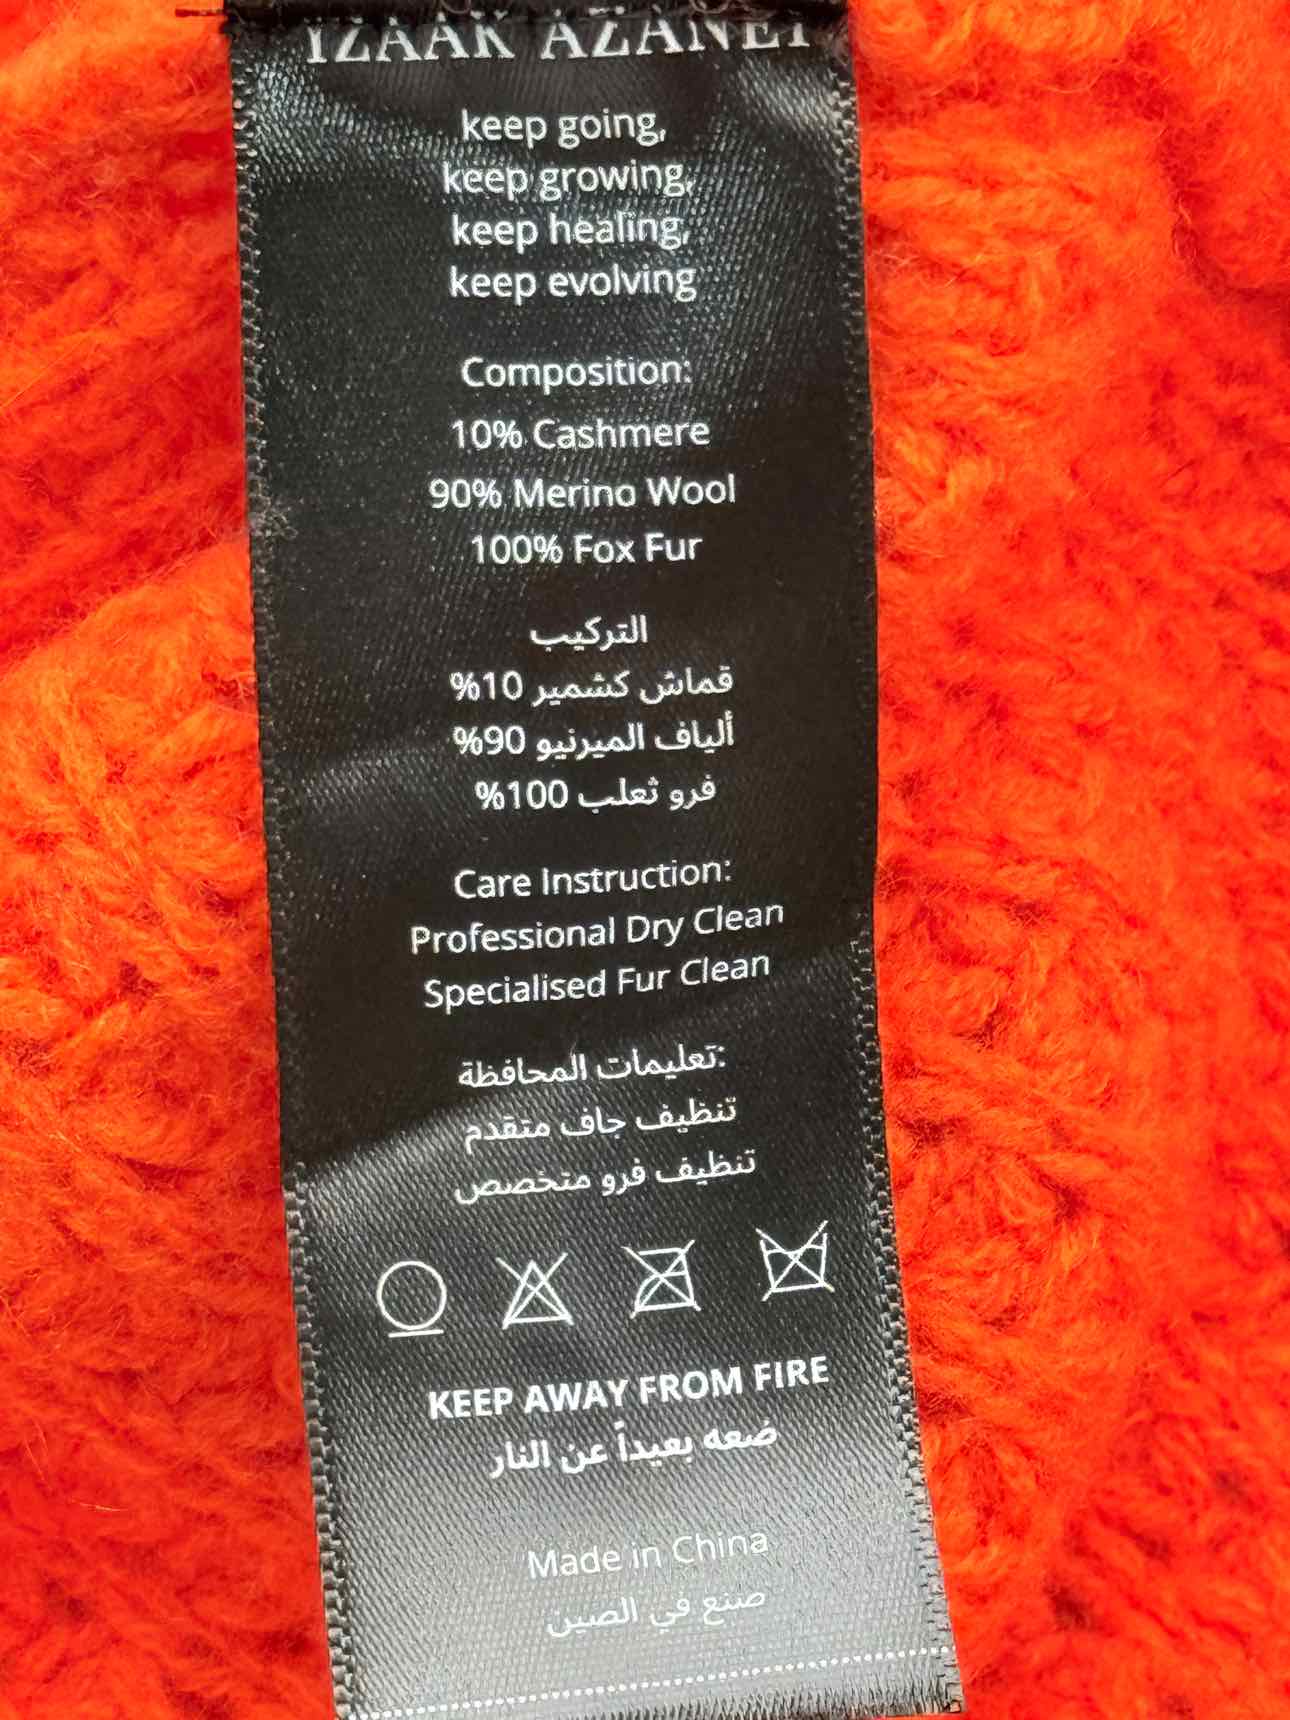 YZAAK AZANEI
keep going,
keep growing,
keep healing,
keep evolving
Composition:
10% Cashmere
90% Merino Wool
100% Fox Fur
التركيب
قماش كشمير 10%
ألياف الميرنيو 90%
فرو ثعلب 100%
Care Instruction:
Professional Dry Clean
Specialised Fur Clean
تعليمات المحافظة:
تنظيف جاف متقدم
تنظيف فرو متخصص
KEEP AWAY FROM FIRE
ضعه بعيداً عن النار
Made in China
صنع في الصين